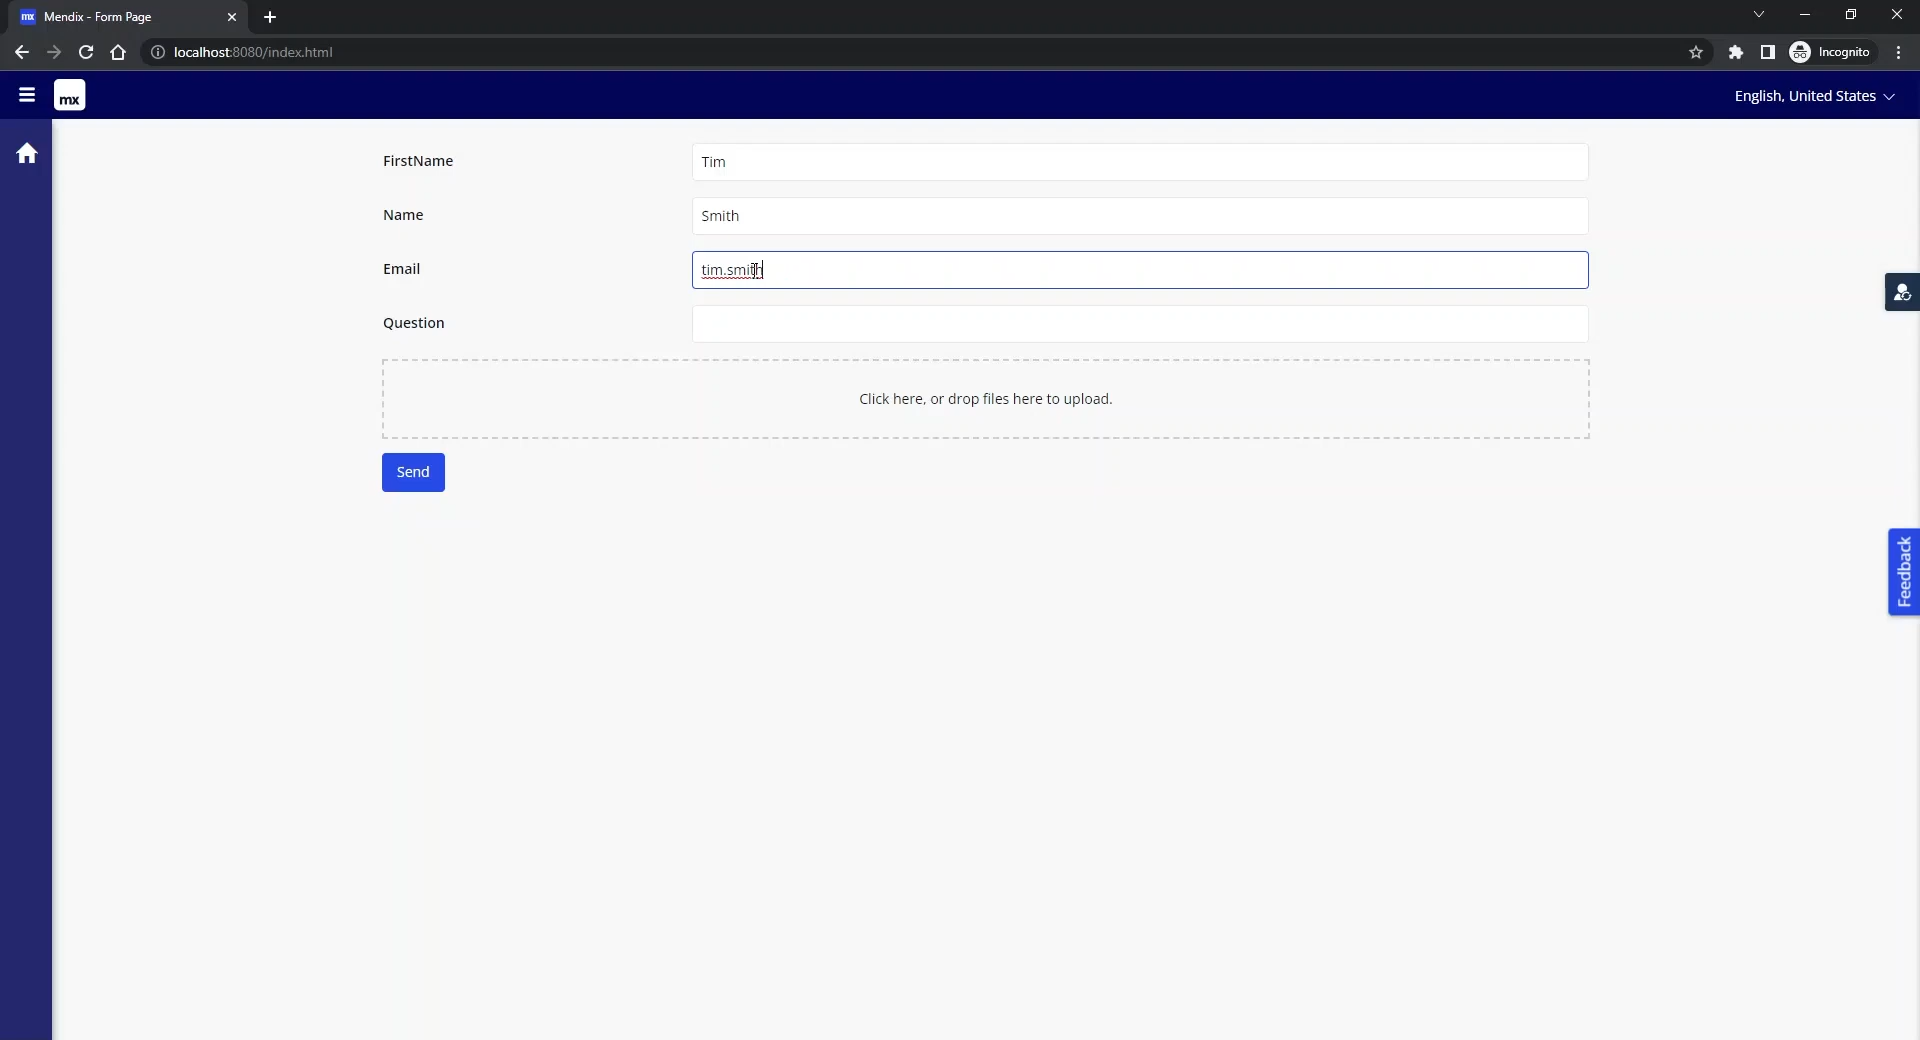 mx Mendix - Form Page
localhost:8080/index.html
Incognito
mx
English, United States
FirstName
Tim
Name
Smith
Email
tim.smith
Question
Click here, or drop files here to upload.
Send
Feedback